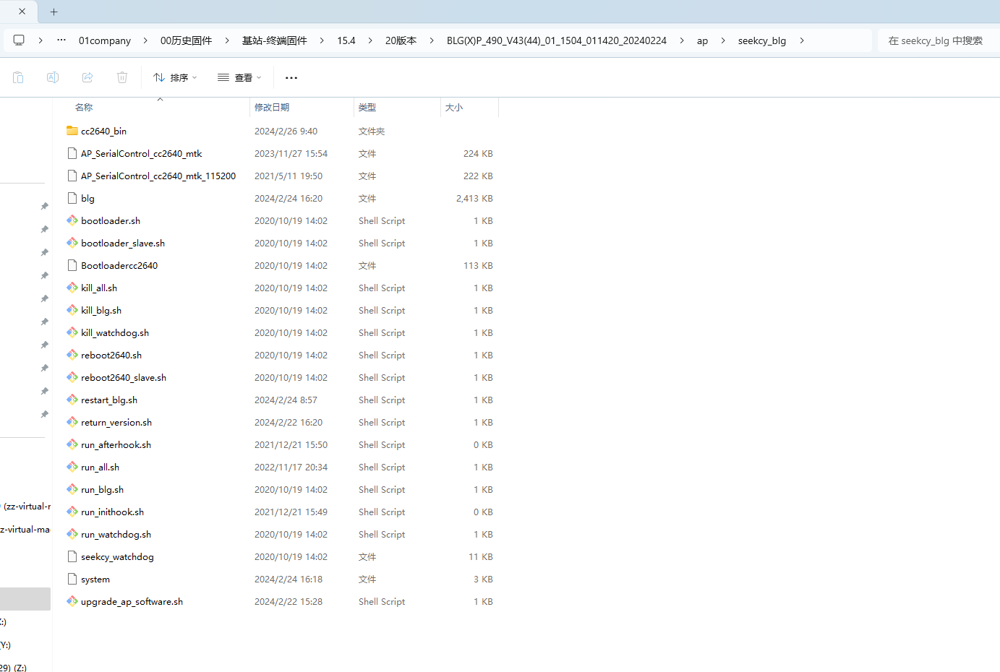 01company 00历史固件 基站-终端固件 15.4 20版本 BLG(X)P_490_V43(44)_01_1504_011420_20240224 ap seekcy_blg 在 seekcy_blg 中搜索
排序 查看 ...
名称 修改日期 类型 大小
cc2640_bin 2024/2/26 9:40 文件夹
AP_SerialControl_cc2640_mtk 2023/11/27 15:54 文件 224 KB
AP_SerialControl_cc2640_mtk_115200 2021/5/11 19:50 文件 222 KB
blg 2024/2/24 16:20 文件 2,413 KB
bootloader.sh 2020/10/19 14:02 Shell Script 1 KB
bootloader_slave.sh 2020/10/19 14:02 Shell Script 1 KB
Bootloadercc2640 2020/10/19 14:02 文件 113 KB
kill_all.sh 2020/10/19 14:02 Shell Script 1 KB
kill_blg.sh 2020/10/19 14:02 Shell Script 1 KB
kill_watchdog.sh 2020/10/19 14:02 Shell Script 1 KB
reboot2640.sh 2020/10/19 14:02 Shell Script 1 KB
reboot2640_slave.sh 2020/10/19 14:02 Shell Script 1 KB
restart_blg.sh 2024/2/24 8:57 Shell Script 1 KB
return_version.sh 2024/2/22 16:20 Shell Script 1 KB
run_afterhook.sh 2021/12/21 15:50 Shell Script 0 KB
run_all.sh 2022/11/17 20:34 Shell Script 1 KB
run_blg.sh 2020/10/19 14:02 Shell Script 1 KB
(zz-virtual-r
run_inithook.sh 2021/12/21 15:49 Shell Script 0 KB
z-virtual-ma
run_watchdog.sh 2020/10/19 14:02 Shell Script 1 KB
seekcy_watchdog 2020/10/19 14:02 文件 11 KB
system 2024/2/24 16:18 文件 3 KB
upgrade_ap_software.sh 2024/2/22 15:28 Shell Script 1 KB
:)
Y:)
29) (Z:)